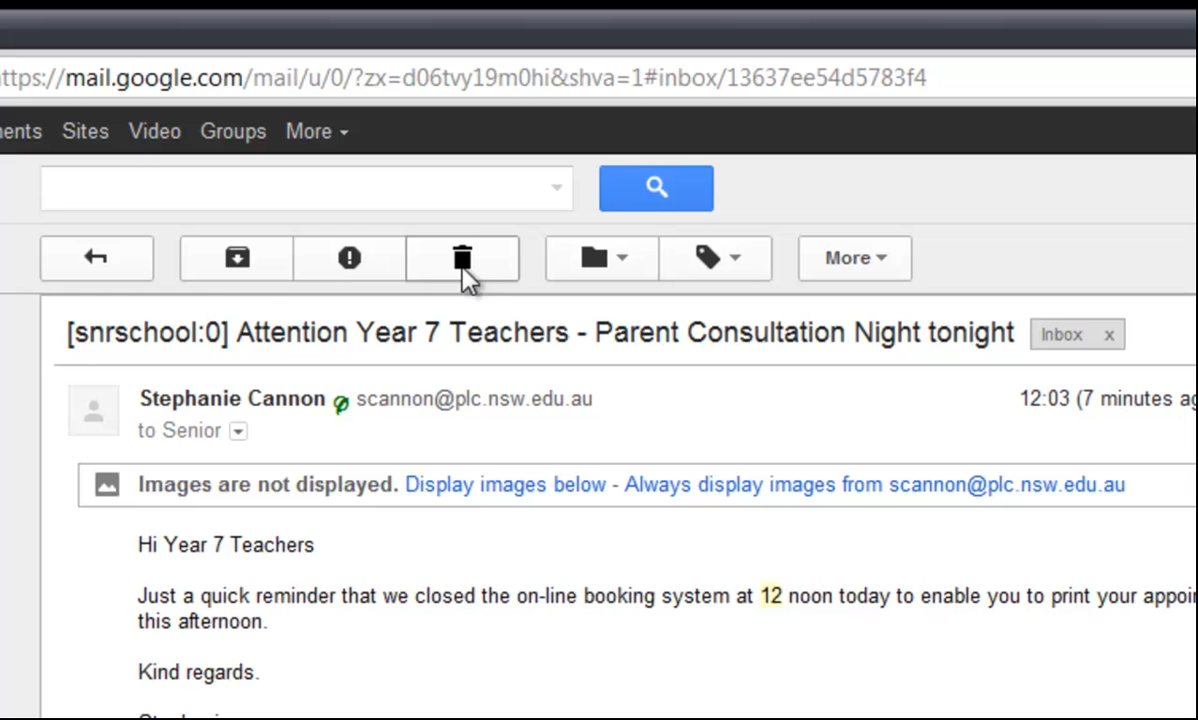 ttps://mail.google.com/mail/u/0/?zx=d06tvy19m0hi&shva=1#inbox/13637ee54d5783f4
Sites Video Groups More
More
[snrschool:0] Attention Year 7 Teachers - Parent Consultation Night tonight Inbox x
Stephanie Cannon scannon@plc.nsw.edu.au 12:03 (7 minutes
to Senior
Images are not displayed. Display images below - Always display images from scannon@plc.nsw.edu.au
Hi Year 7 Teachers
Just a quick reminder that we closed the on-line booking system at 12 noon today to enable you to print your
this afternoon.
Kind regards.